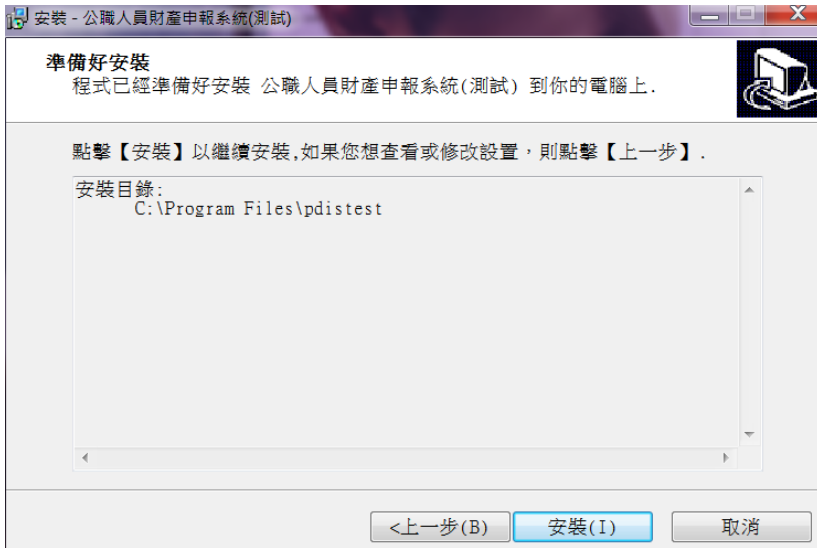 安裝 - 公職人員財產申報系統(測試)
準備好安裝
程式已經準備好安裝 公職人員財產申報系統(測試) 到你的電腦上.
點擊【安裝】以繼續安裝,如果您想查看或修改設置，則點擊【上一步】.
安裝目錄:
C:\Program Files\pdistest
<上一步(B)
安裝(I)
取消